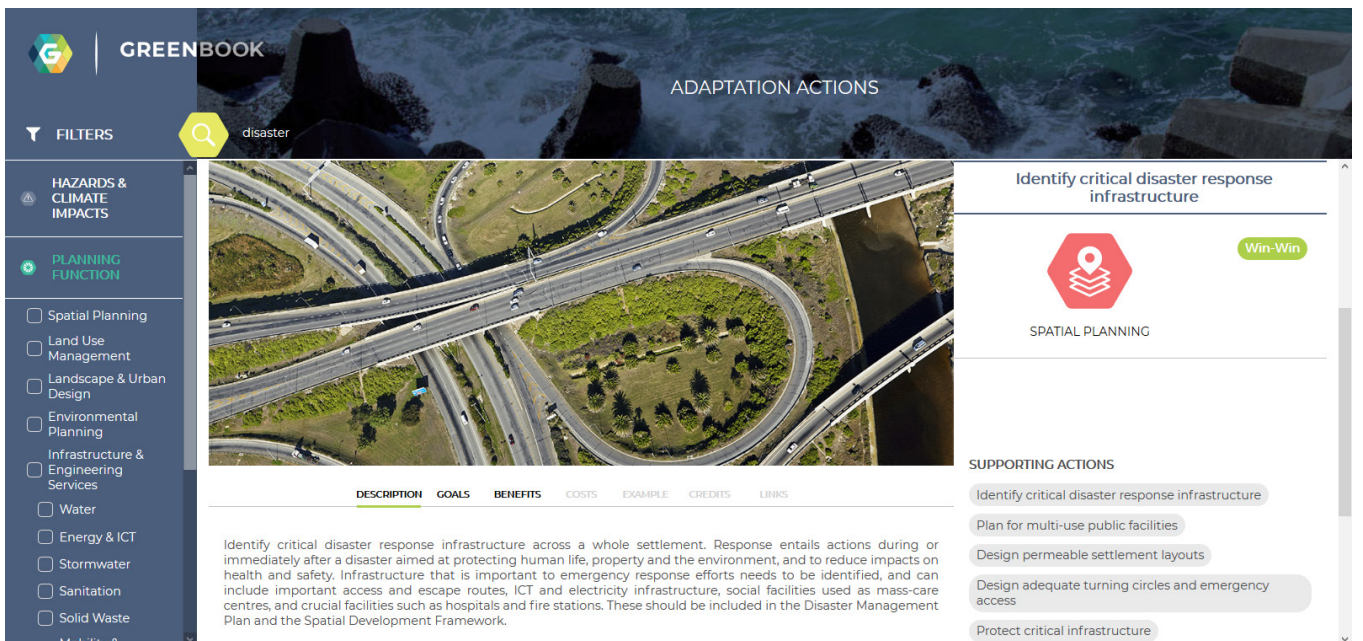 GREENBOOK
ADAPTATION ACTIONS
FILTERS
disaster
HAZARDS &
CLIMATE
IMPACTS
PLANNING
FUNCTION
Spatial Planning
Land Use
Management
Landscape & Urban
Design
Environmental
Planning
Infrastructure &
Engineering
Services
Water
Energy & ICT
Stormwater
Sanitation
Solid Waste
Mobility &
DESCRIPTION GOALS BENEFITS COSTS EXAMPLE CREDITS LINKS
Identify critical disaster response infrastructure across a whole settlement. Response entails actions during or
immediately after a disaster aimed at protecting human life, property and the environment, and to reduce impacts on
health and safety. Infrastructure that is important to emergency response efforts needs to be identified, and can
include important access and escape routes, ICT and electricity infrastructure, social facilities used as mass-care
centres, and crucial facilities such as hospitals and fire stations. These should be included in the Disaster Management
Plan and the Spatial Development Framework.
Identify critical disaster response
infrastructure
Win-Win
SPATIAL PLANNING
SUPPORTING ACTIONS
Identify critical disaster response infrastructure
Plan for multi-use public facilities
Design permeable settlement layouts
Design adequate turning circles and emergency
access
Protect critical infrastructure